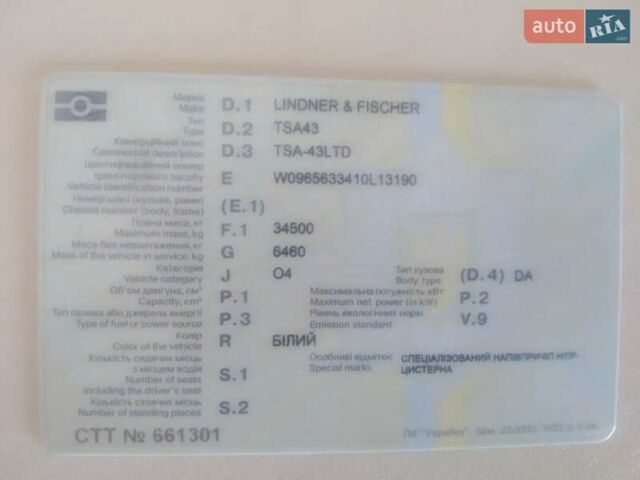 auto RIA .com
Марка
Make D.1 LINDNER & FISCHER
Тип
Type D.2 TSA43
Комерційний опис
Commercial description D.3 TSA-43LTD
Ідентифікаційний номер
транспортного засобу
Vehicle identification number E W0965633410L13190
Номер шасі (кузова, рами)
Chassis number (body, frame) (E.1)
Повна маса, кг
Maximum mass, kg F.1 34500
Маса без навантаження, кг
Mass of the vehicle in service, kg G 6460
Категорія
Vehicle category J O4
Тип кузова
Body type (D.4) DA
Об'єм двигуна, см³
Capacity, cm³ P.1
Максимальна потужність кВт
Maximum net power (in kW) P.2
Тип палива або джерела енергії
Type of fuel or power source P.3
Рівень екологічних норм
Emission standard V.9
Колір
Color of the vehicle R БІЛИЙ
Кількість сидячих місць
з місцем водія
Number of seats
including the driver's seat S.1
Особливі відмітки:
Special marks
СПЕЦІАЛІЗОВАНИЙ НАПІВПРИЧІП Н/ПР-
ЦИСТЕРНА
Кількість стоячих місць
Number of standing places S.2
СТТ № 661301
ПК "Україна". Зам.